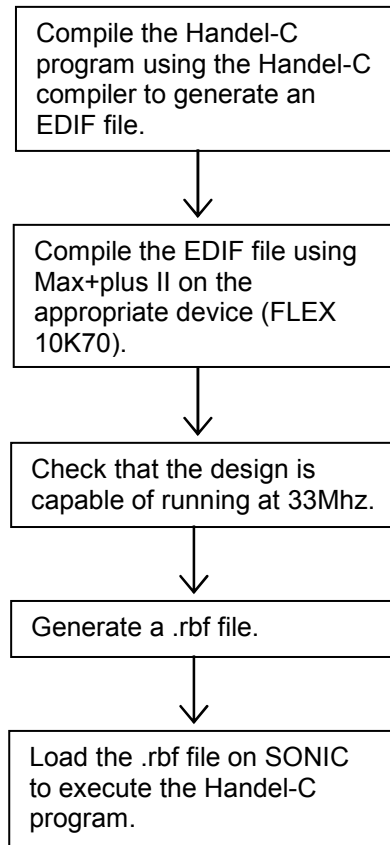 Compile the Handel-C
program using the Handel-C
compiler to generate an
EDIF file.
Compile the EDIF file using
Max+plus II on the
appropriate device (FLEX
10K70).
Check that the design is
capable of running at 33Mhz.
Generate a .rbf file.
Load the .rbf file on SONIC
to execute the Handel-C
program.